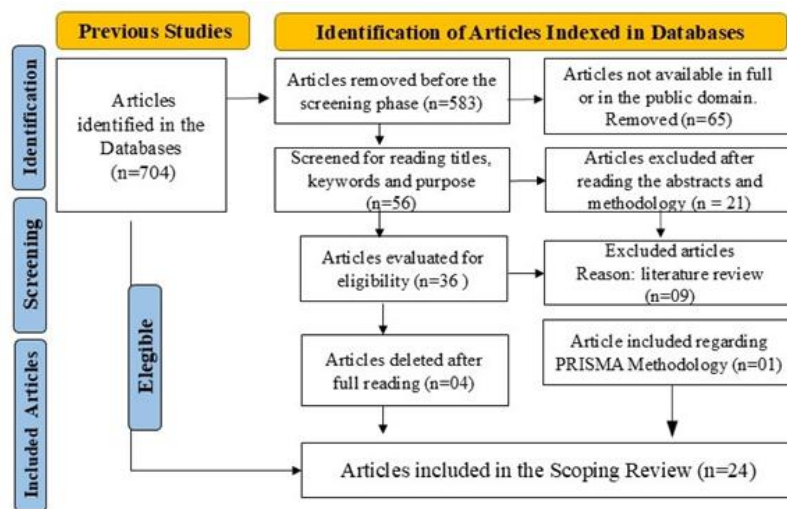 Previous Studies
Identification of Articles Indexed in Databases
Identification
Screening
Included Articles
Articles
identified in the
Databases
(n=704)
Elegible
Articles removed before the
screening phase (n=583)
Articles not available in full
or in the public domain.
Removed (n=65)
Screened for reading titles,
keywords and purpose
(n=56)
Articles excluded after
reading the abstracts and
methodology (n = 21)
Articles evaluated for
eligibility (n=36 )
Excluded articles
Reason: literature review
(n=09)
Articles deleted after
full reading (n=04)
Article included regarding
PRISMA Methodology (n=01)
Articles included in the Scoping Review (n=24)